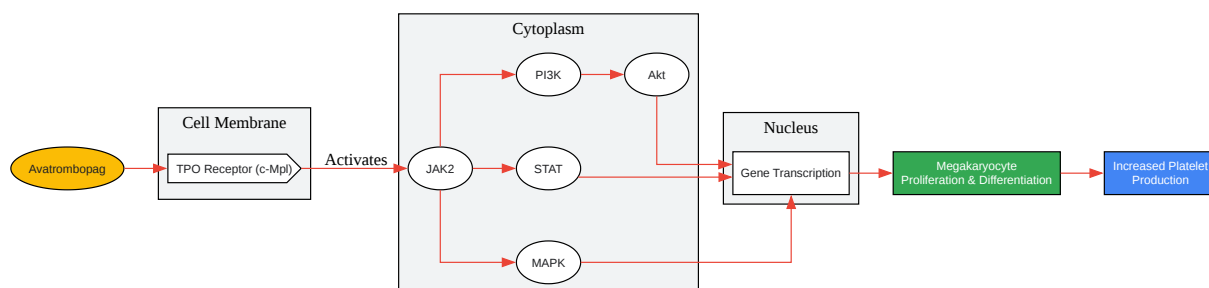 Cytoplasm
PI3K
Akt
Cell Membrane
Nucleus
Avatrombopag
TPO Receptor (c-Mpl)
Activates
JAK2
STAT
Gene Transcription
Megakaryocyte
Proliferation & Differentiation
Increased Platelet
Production
MAPK